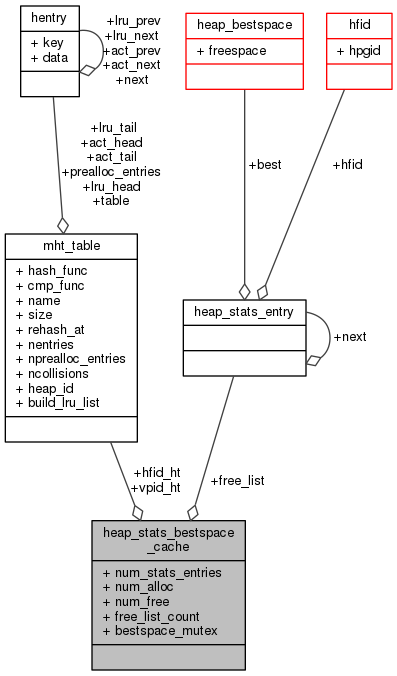 hentry
+ key
+ data
+lru_prev
+lru_next
+act_prev
+act_next
+next
heap_bestspace
+ freespace
hfid
+ hpgid
+lru_tail
+act_head
+act_tail
+prealloc_entries
+lru_head
+table
+best
+hfid
mht_table
+ hash_func
+ cmp_func
+ name
+ size
+ rehash_at
+ nentries
+ nprealloc_entries
+ ncollisions
+ heap_id
+ build_lru_list
heap_stats_entry
+next
+hfid_ht
+vpid_ht
+free_list
heap_stats_bestspace
_cache
+ num_stats_entries
+ num_alloc
+ num_free
+ free_list_count
+ bestspace_mutex